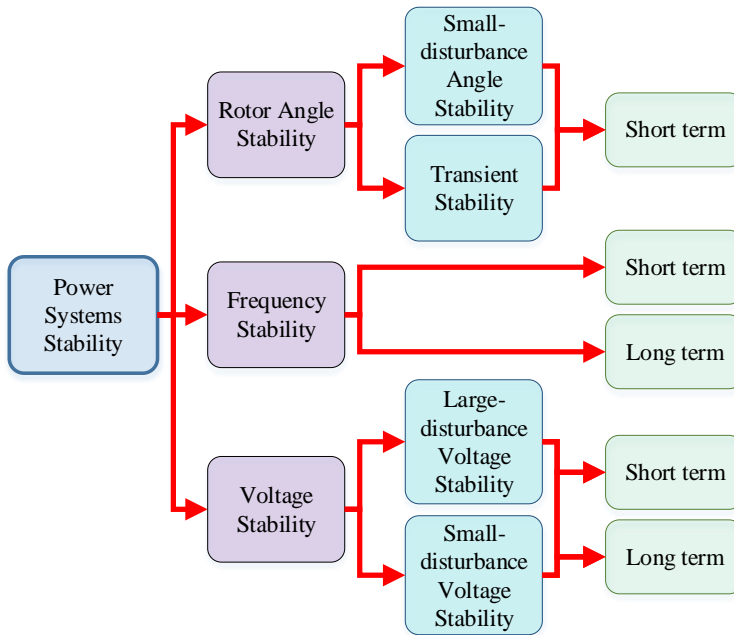 Power
Systems
Stability
Rotor Angle
Stability
Small-
disturbance
Angle
Stability
Transient
Stability
Short term
Frequency
Stability
Short term
Long term
Voltage
Stability
Large-
disturbance
Voltage
Stability
Small-
disturbance
Voltage
Stability
Short term
Long term